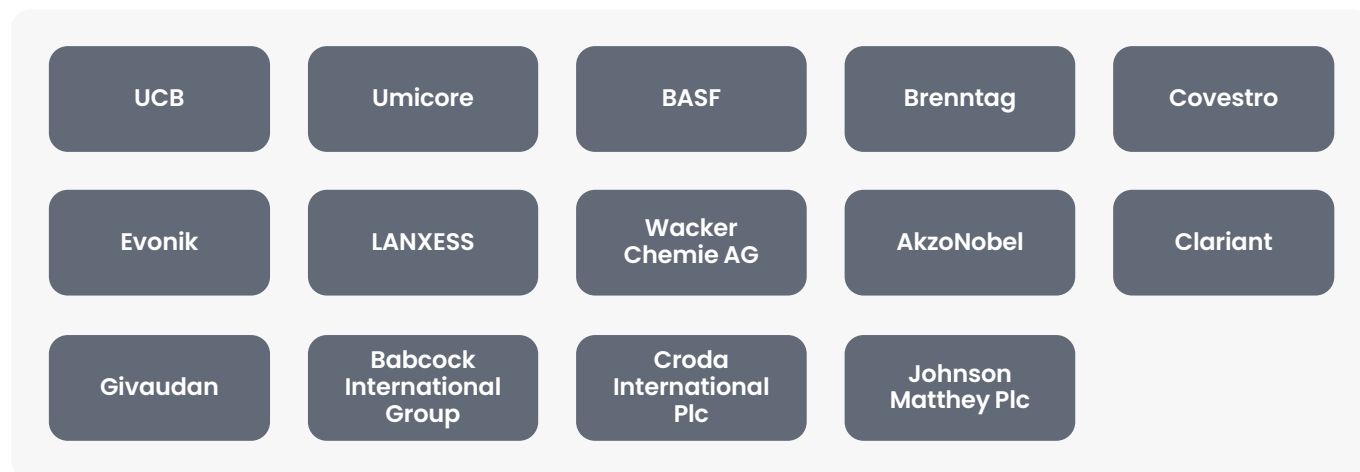 UCB
Umicore
BASF
Brenntag
Covestro
Evonik
LANXESS
Wacker
Chemie AG
AkzoNobel
Clariant
Givaudan
Babcock
International
Group
Croda
International
Plc
Johnson
Matthey Plc